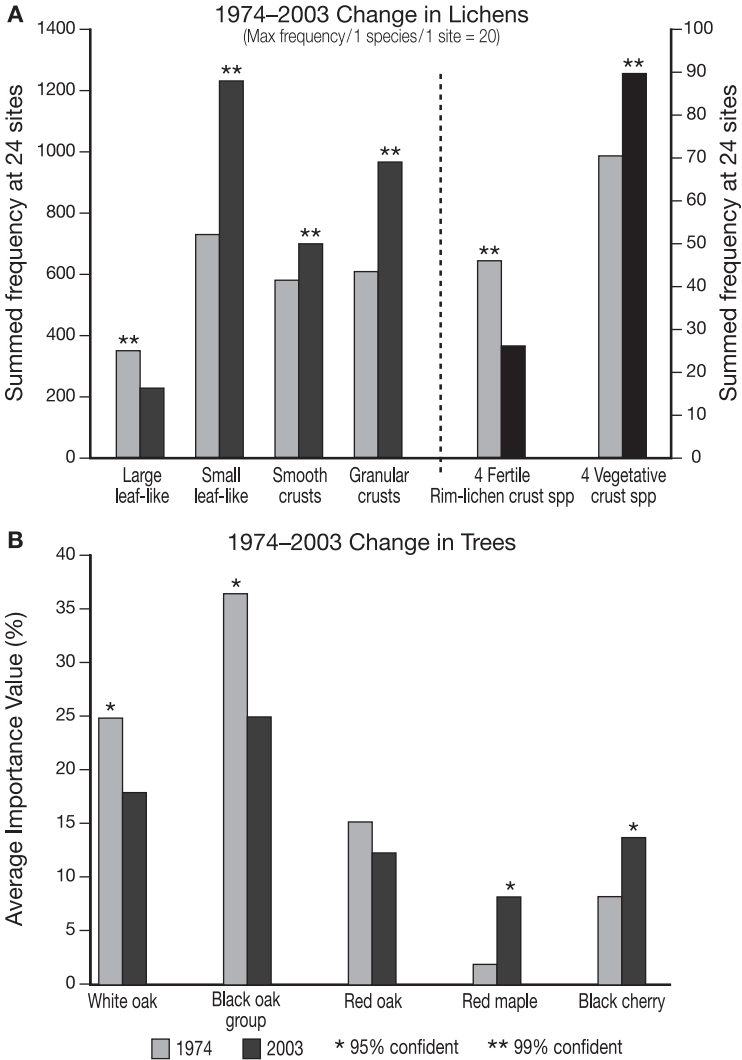 A
1974–2003 Change in Lichens
(Max frequency/1 species/1 site = 20)
Summed frequency at 24 sites
1400
1200
1000
800
600
400
200
0
**
**
**
**
**
**
100
90
80
70
60
50
40
30
20
10
0
Summed frequency at 24 sites
Large
leaf-like
Small
leaf-like
Smooth
crusts
Granular
crusts
4 Fertile
Rim-lichen crust spp
4 Vegetative
crust spp
B
1974–2003 Change in Trees
Average Importance Value (%)
40
35
30
25
20
15
10
5
0
*
*
*
*
White oak
Black oak
group
Red oak
Red maple
Black cherry
1974
2003
* 95% confident
** 99% confident